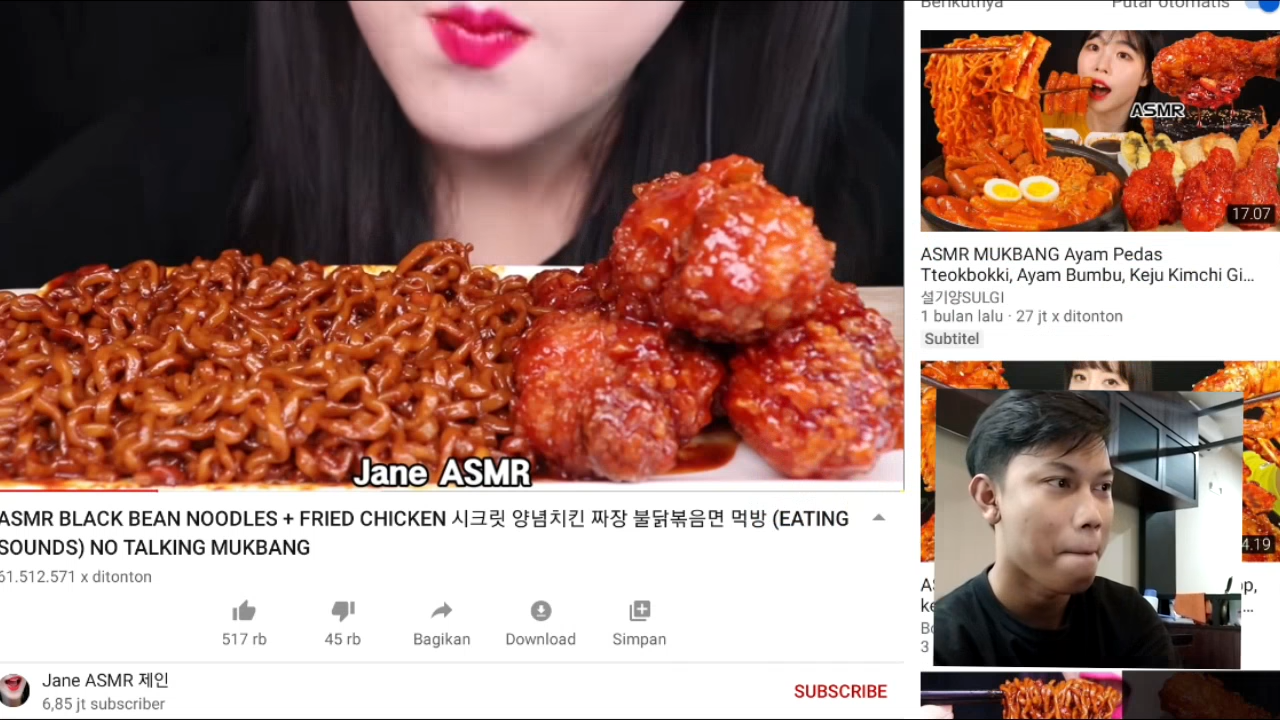 Berikutnya
Putar otomatis
ASMR
17.07
ASMR MUKBANG Ayam Pedas
Tteokbokki, Ayam Bumbu, Keju Kimchi Gi...
설기양SULGI
1 bulan lalu · 27 jt x ditonton
Subtitel
4.19
Jane ASMR
ASMR BLACK BEAN NOODLES + FRIED CHICKEN 시크릿 양념치킨 짜장 불닭볶음면 먹방 (EATING
SOUNDS) NO TALKING MUKBANG
61.512.571 x ditonton
517 rb
45 rb
Bagikan
Download
Simpan
Jane ASMR 제인
6,85 jt subscriber
SUBSCRIBE